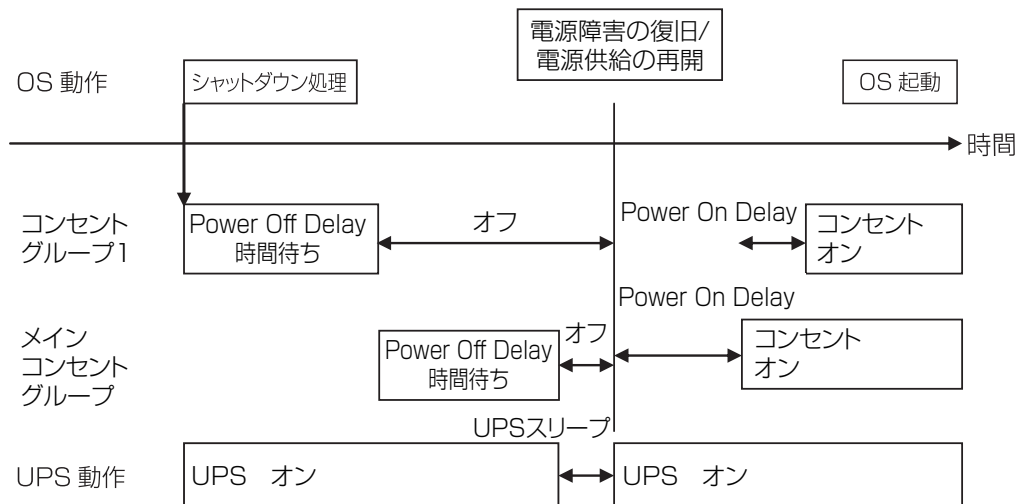 電源障害の復旧/
電源供給の再開
OS 動作
シャットダウン処理
OS 起動
時間
コンセント
グループ1
Power Off Delay
時間待ち
オフ
Power On Delay
コンセント
オン
メイン
コンセント
グループ
Power Off Delay
時間待ち
オフ
Power On Delay
コンセント
オン
UPSスリープ
UPS 動作
UPS オン
UPS オン